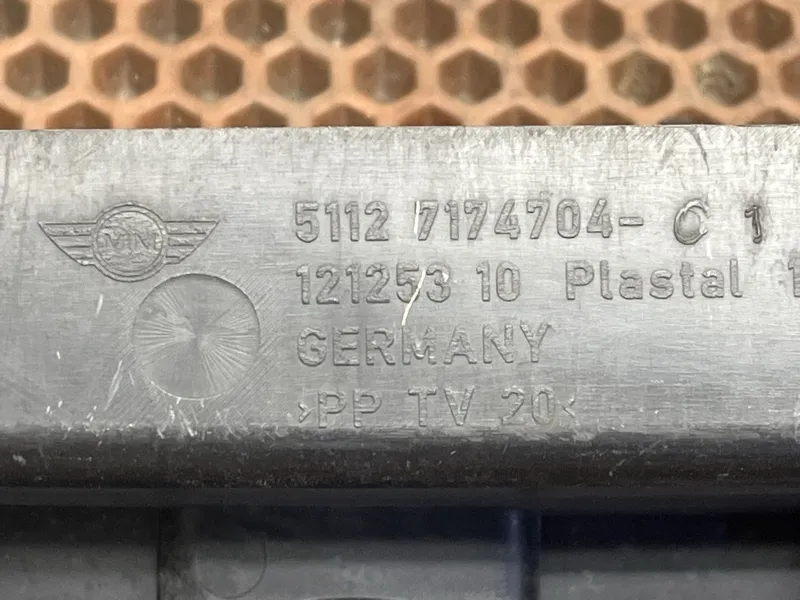 MINI
5112 7174704- C 1
121253 10 Plastal
GERMANY
>PP TV 20<